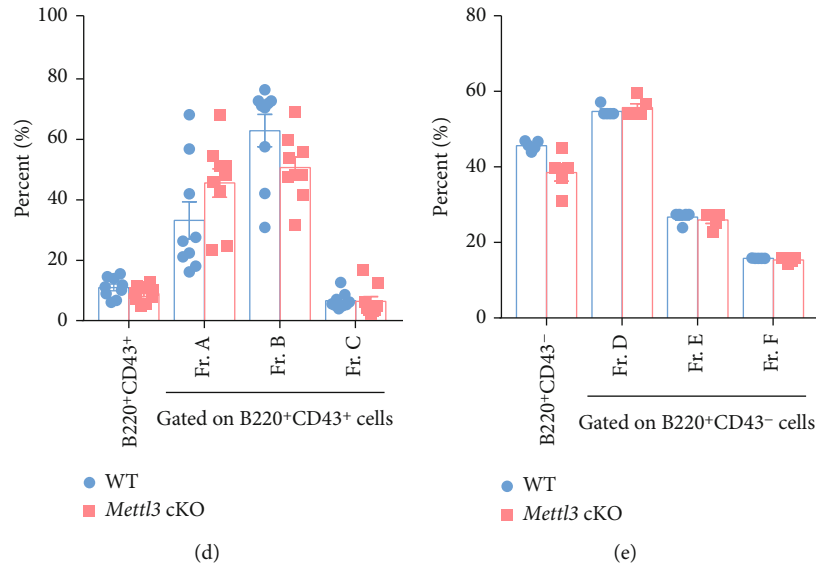 100
80
60
40
20
0
Percent (%)
B220⁺CD43⁺
Fr. A
Fr. B
Fr. C
Gated on B220⁺CD43⁺ cells
WT
Mettl3 cKO
(d)
80
60
40
20
0
Percent (%)
B220⁺CD43⁻
Fr. D
Fr. E
Fr. F
Gated on B220⁺CD43⁻ cells
WT
Mettl3 cKO
(e)